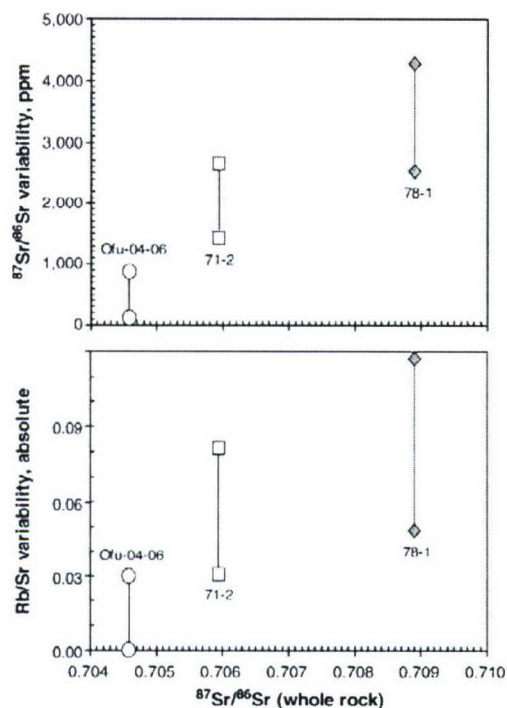 ⁸⁷Sr/⁸⁶Sr variability, ppm
5,000
4,000
3,000
2,000
1,000
0
Ofu-04-06
71-2
78-1
Rb/Sr variability, absolute
0.09
0.06
0.03
0.00
Ofu-04-06
71-2
78-1
0.704 0.705 0.706 0.707 0.708 0.709 0.710
⁸⁷Sr/⁸⁶Sr (whole rock)